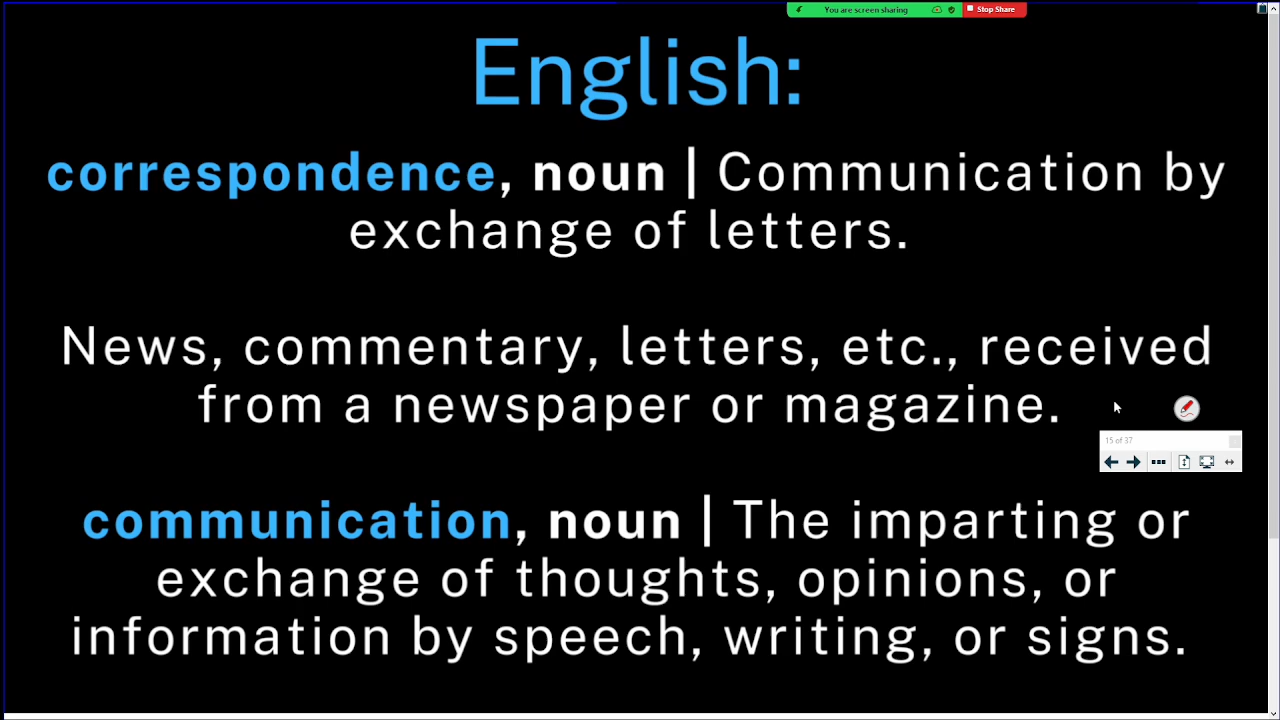 You are screen sharing Stop Share
English:
correspondence, noun | Communication by
exchange of letters.
News, commentary, letters, etc., received
from a newspaper or magazine.
15 of 37
communication, noun | The imparting or
exchange of thoughts, opinions, or
information by speech, writing, or signs.